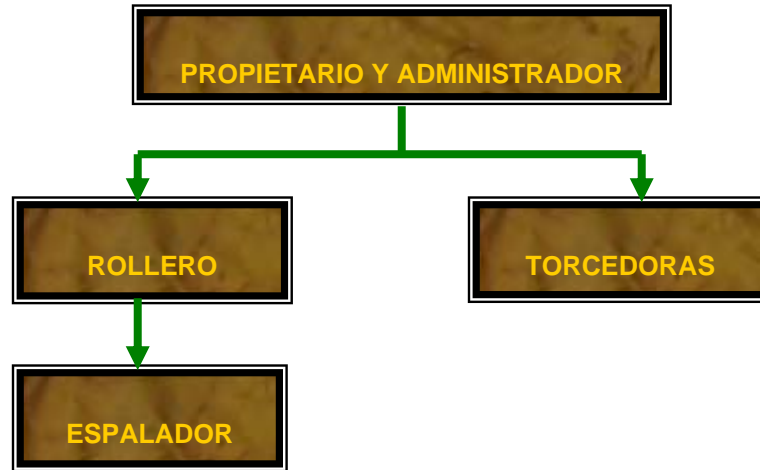 PROPIETARIO Y ADMINISTRADOR
ROLLERO
TORCEDORAS
ESPALADOR